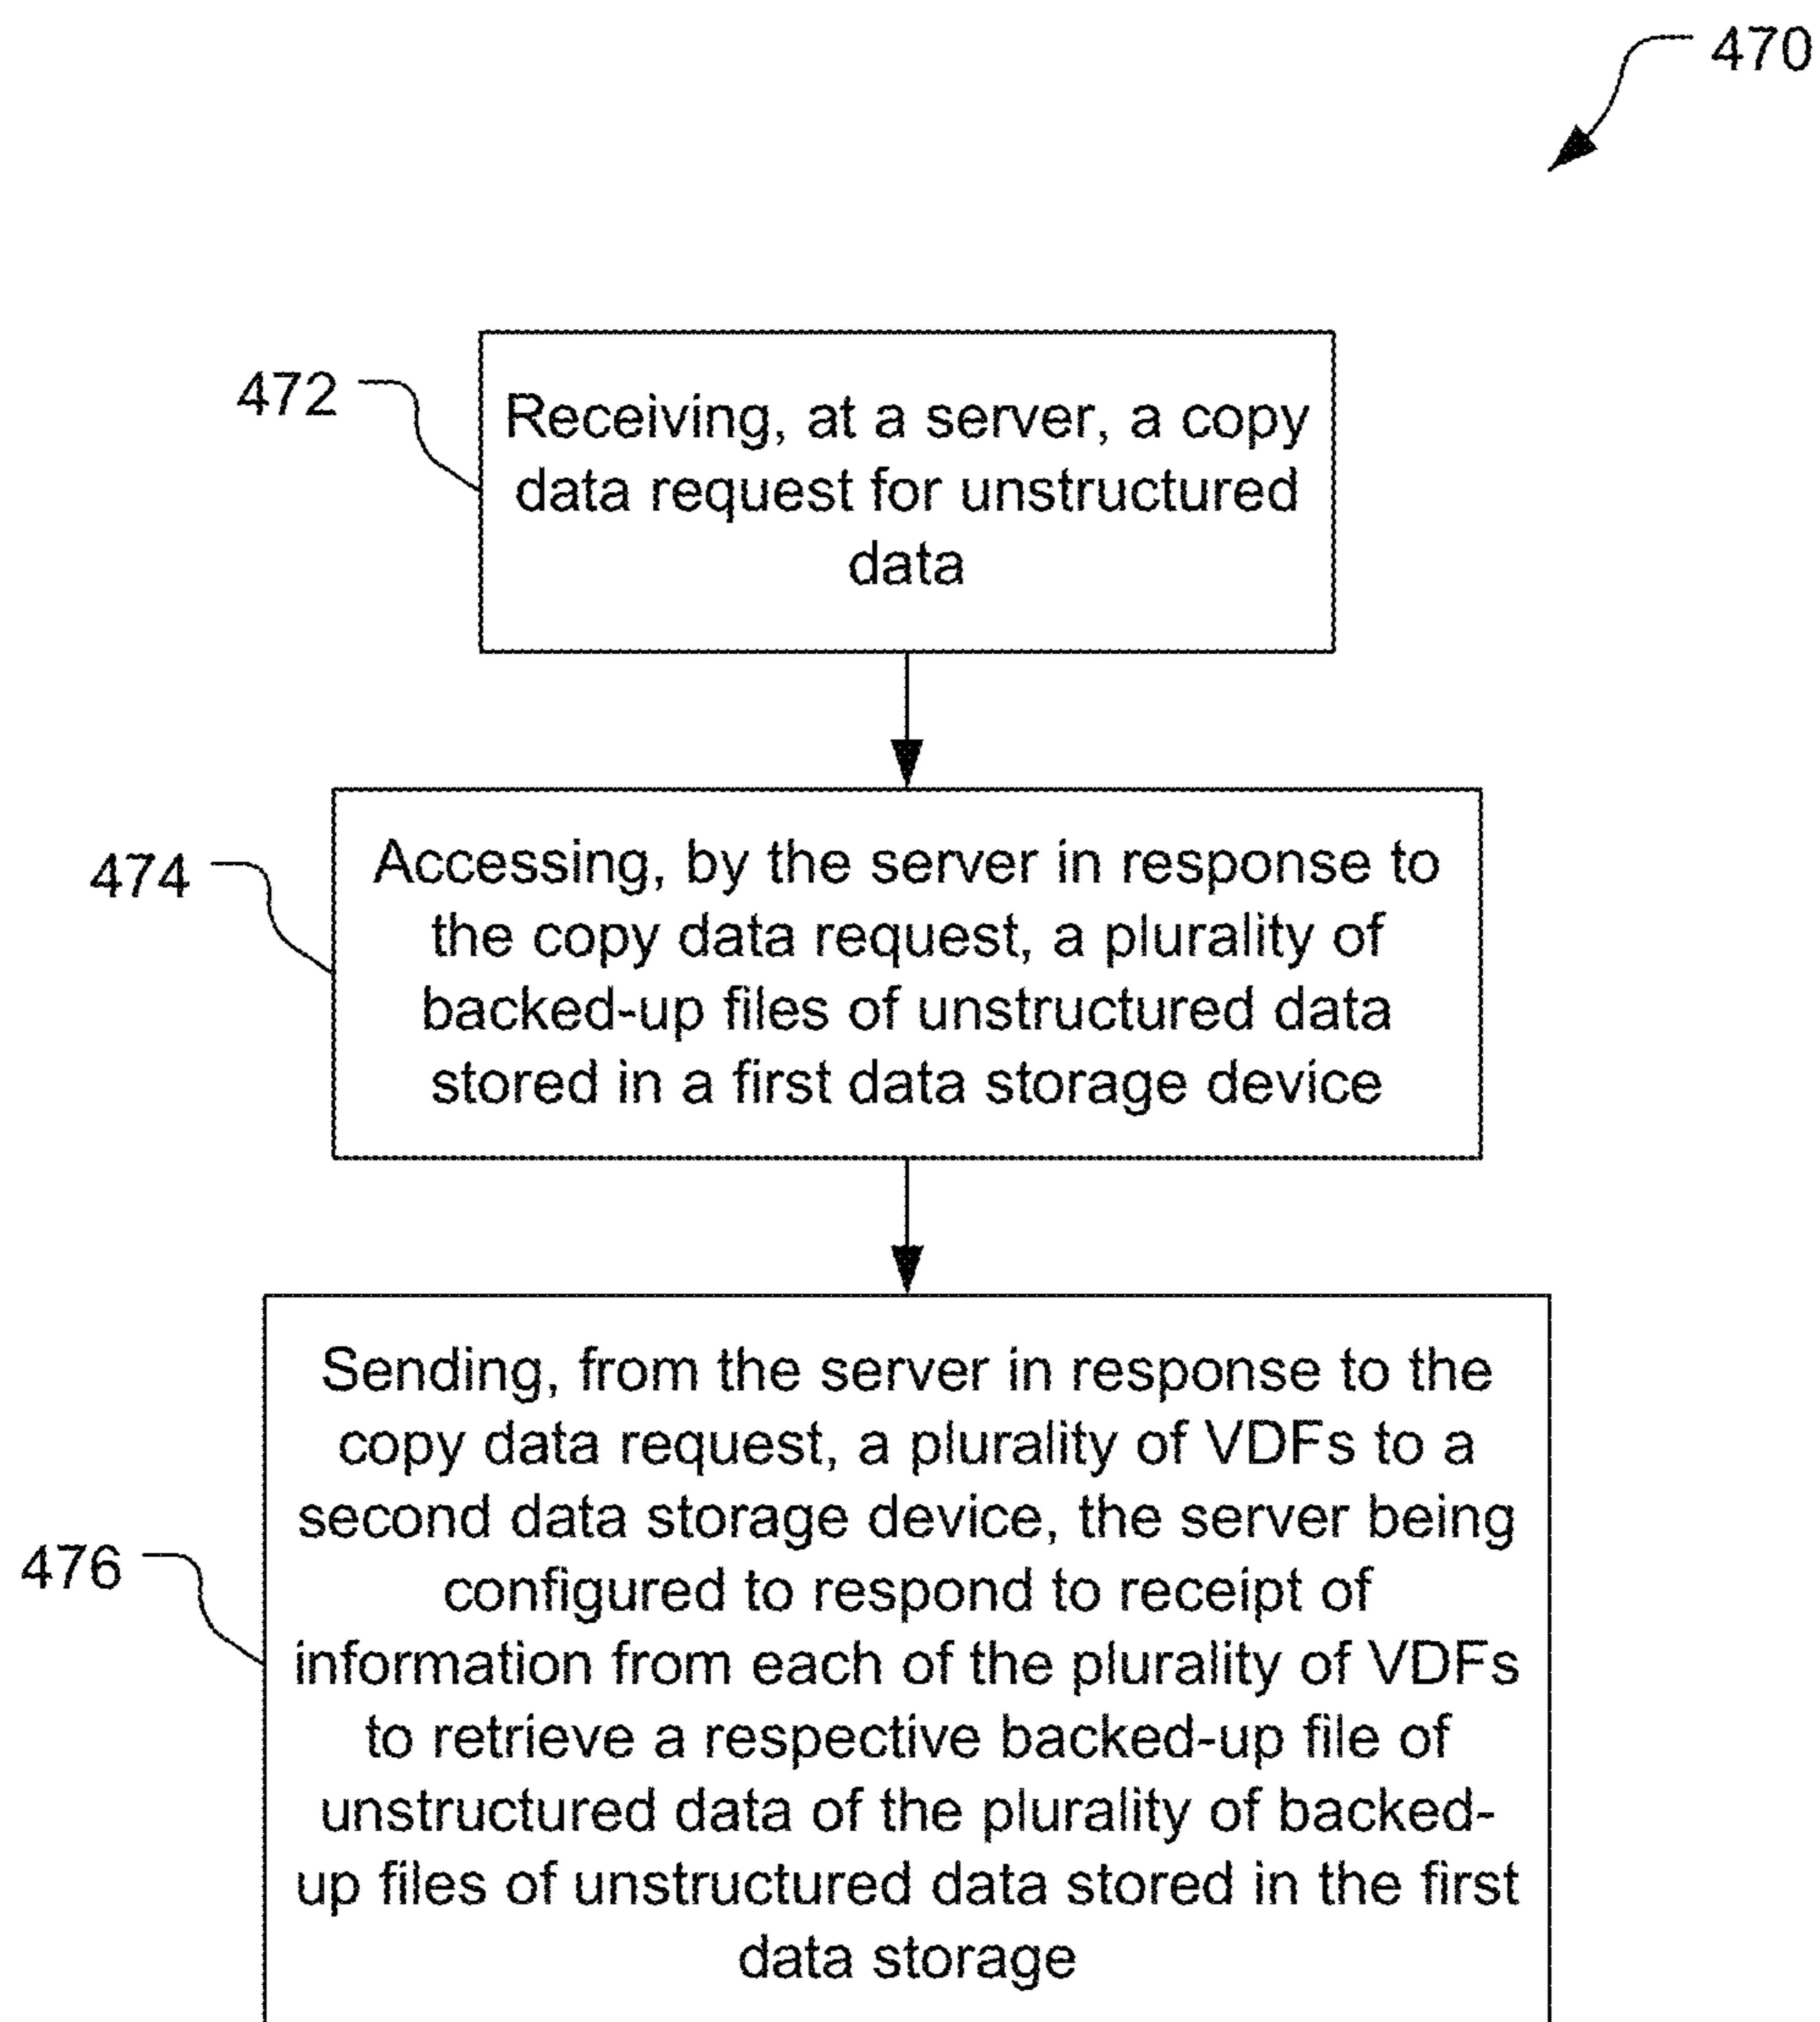 470
472
Receiving, at a server, a copy
data request for unstructured
data
474
Accessing, by the server in response to
the copy data request, a plurality of
backed-up files of unstructured data
stored in a first data storage device
476
Sending, from the server in response to the
copy data request, a plurality of VDFs to a
second data storage device, the server being
configured to respond to receipt of
information from each of the plurality of VDFs
to retrieve a respective backed-up file of
unstructured data of the plurality of backed-
up files of unstructured data stored in the first
data storage